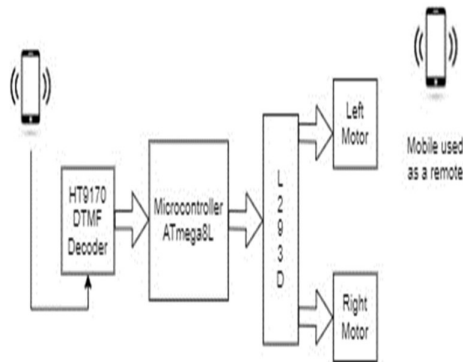 HT9170
DTMF
Decoder
Microcontroller
ATmega8L
L
2
9
3
D
Left
Motor
Right
Motor
Mobile used
as a remote